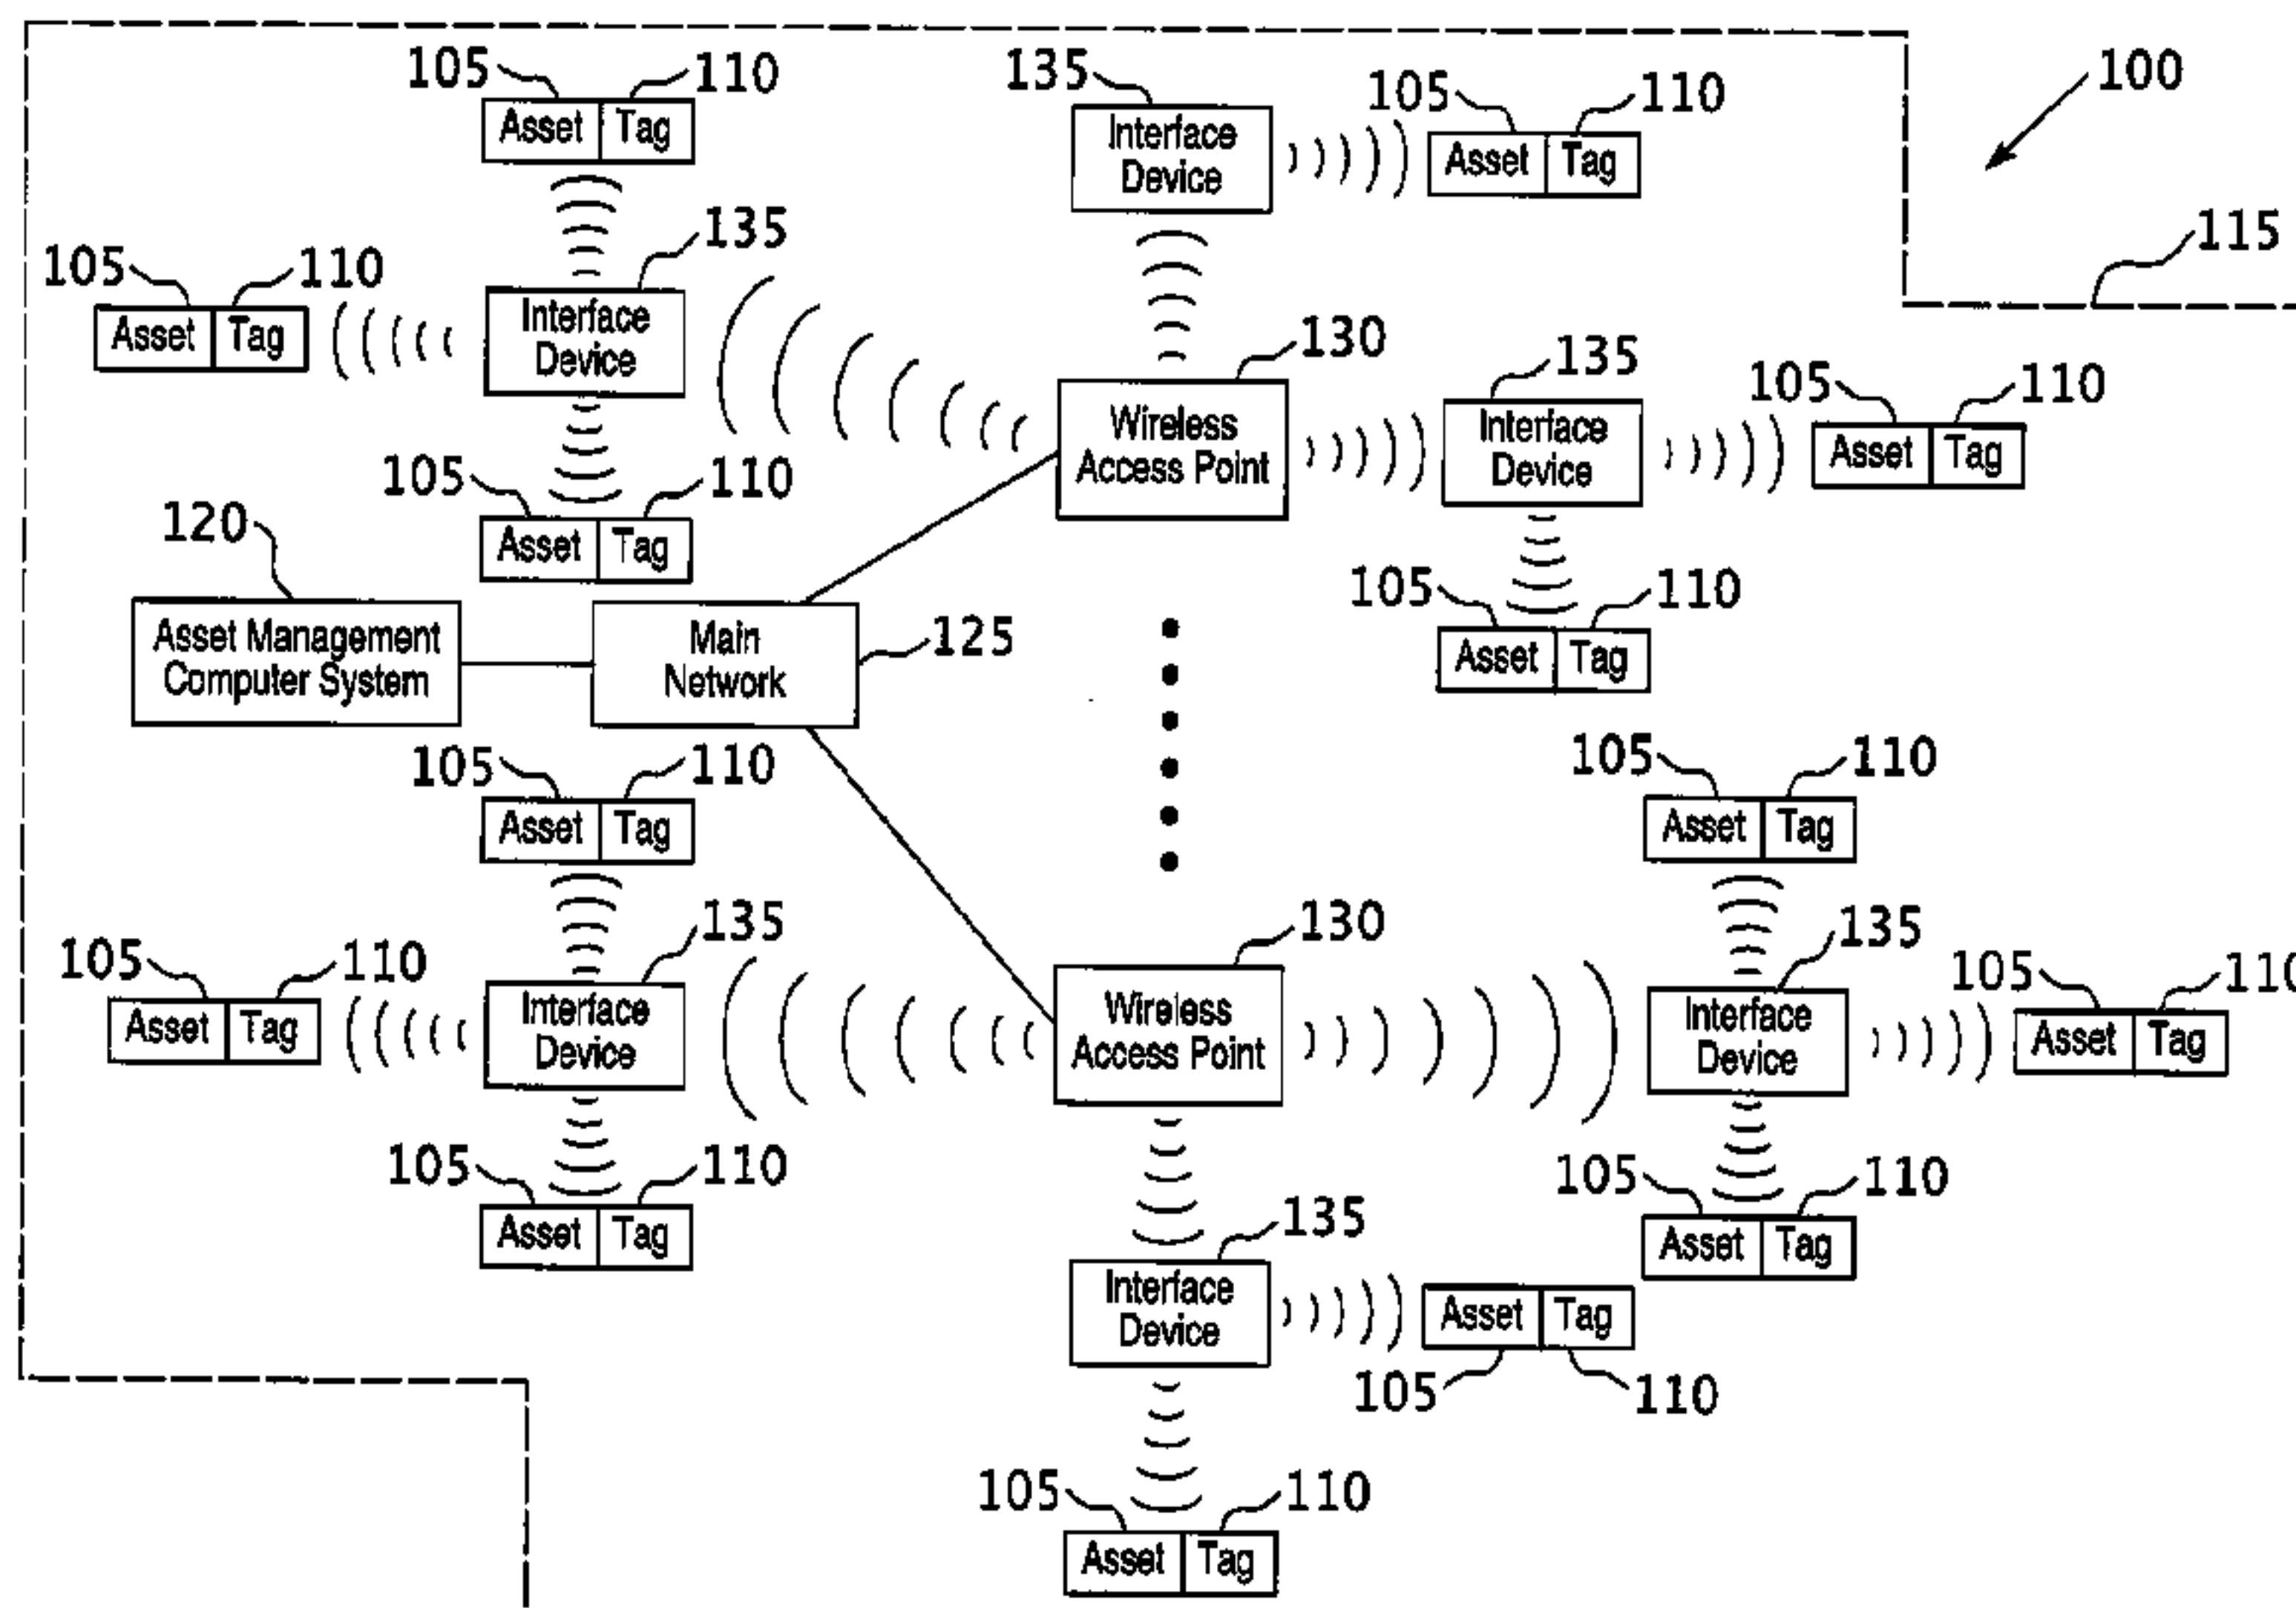 105 110
Asset Tag
135
Interface
Device
105 110
Asset Tag
100
115
105 110
Asset Tag
135
Interface
Device
105 110
Asset Tag
130
Wireless
Access Point
135
Interface
Device
105 110
Asset Tag
105 110
Asset Tag
120
Asset Management
Computer System
Main
Network
125
105 110
Asset Tag
105 110
Asset Tag
135
Interface
Device
105 110
Asset Tag
130
Wireless
Access Point
105 110
Asset Tag
135
Interface
Device
105 110
Asset Tag
105 110
Asset Tag
105 110
Asset Tag
135
Interface
Device
Asset Tag
105 110
105 110
Asset Tag